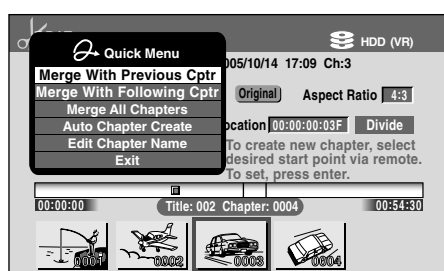 HDD (VR)
Quick Menu
Merge With Previous Cptr
Merge With Following Cptr
Merge All Chapters
Auto Chapter Create
Edit Chapter Name
Exit
005/10/14 17:09 Ch:3
Original Aspect Ratio 4:3
ocation 00:00:00:03F Divide
To create new chapter, select
desired start point via remote.
To set, press enter.
00:00:00 Title: 002 Chapter: 0004) 00:54:30
0001 0002 0003 0004